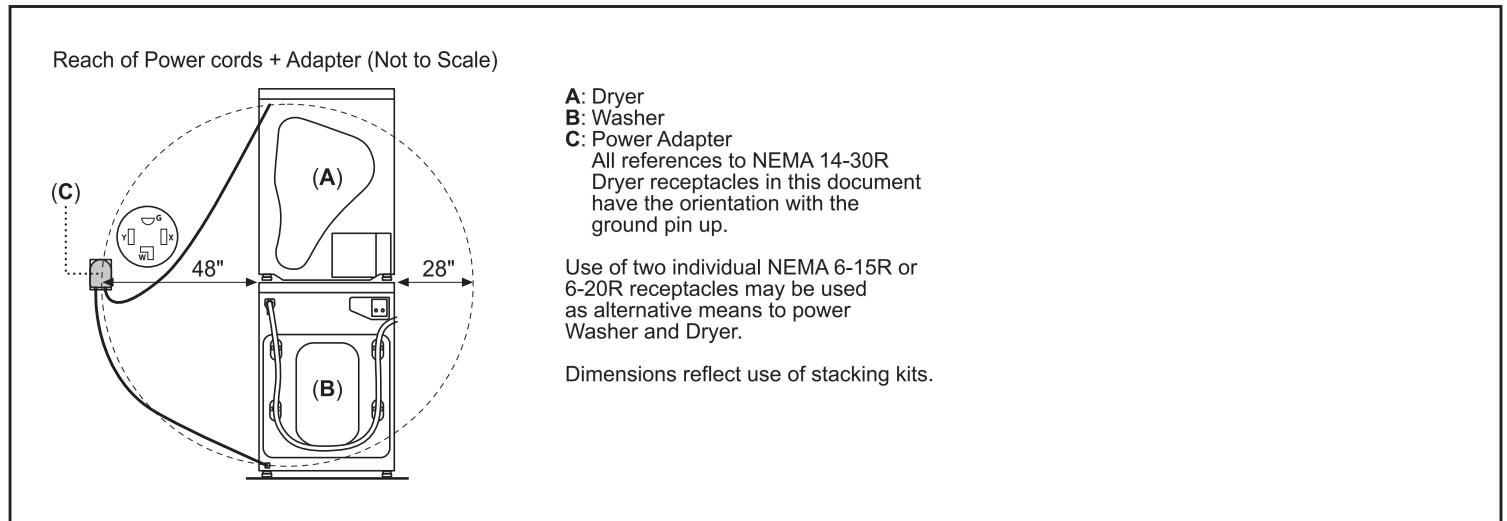 Reach of Power cords + Adapter (Not to Scale)
A: Dryer
B: Washer
C: Power Adapter
All references to NEMA 14-30R
Dryer receptacles in this document
have the orientation with the
ground pin up.
Use of two individual NEMA 6-15R or
6-20R receptacles may be used
as alternative means to power
Washer and Dryer.
Dimensions reflect use of stacking kits.
(A)
(C)
G
Y
X
W
48"
28"
(B)